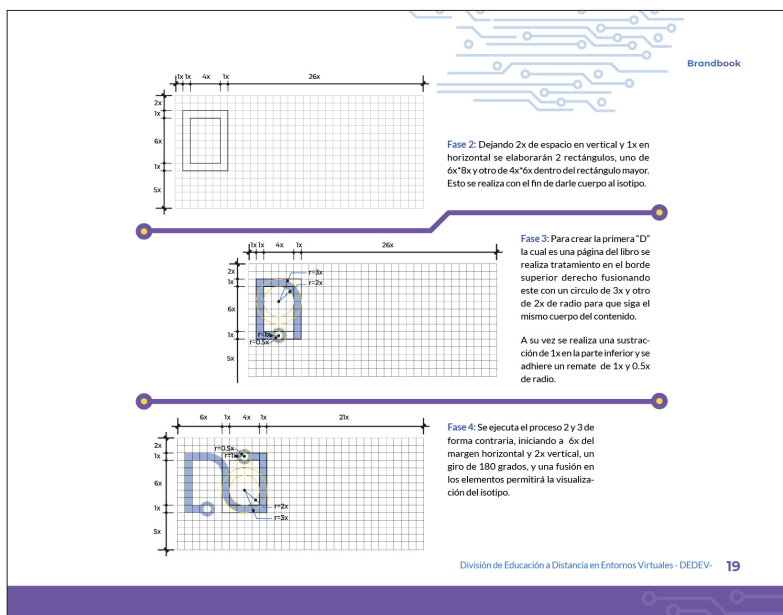 Brandbook
1x 1x 4x 1x 26x
2x
1x
6x
1x
5x
Fase 2: Dejando 2x de espacio en vertical y 1x en
horizontal se elaborarán 2 rectángulos, uno de
6x*8x y otro de 4x*6x dentro del rectángulo mayor.
Esto se realiza con el fin de darle cuerpo al isotipo.
1x 1x 4x 1x 26x
2x
1x
6x
1x
5x
r=3x
r=2x
r=1x
r=0.5x
Fase 3: Para crear la primera "D"
la cual es una página del libro se
realiza tratamiento en el borde
superior derecho fusionando
este con un circulo de 3x y otro
de 2x de radio para que siga el
mismo cuerpo del contenido.
A su vez se realiza una sustrac-
ción de 1x en la parte inferior y se
adhiere un remate de 1x y 0.5x
de radio.
6x 1x 4x 1x 21x
2x
1x
6x
1x
5x
r=0.5x
r=1x
r=2x
r=3x
Fase 4: Se ejecuta el proceso 2 y 3 de
forma contraria, iniciando a 6x del
margen horizontal y 2x vertical, un
giro de 180 grados, y una fusión en
los elementos permitirá la visualiza-
ción del isotipo.
División de Educación a Distancia en Entornos Virtuales - DEDEV- 19